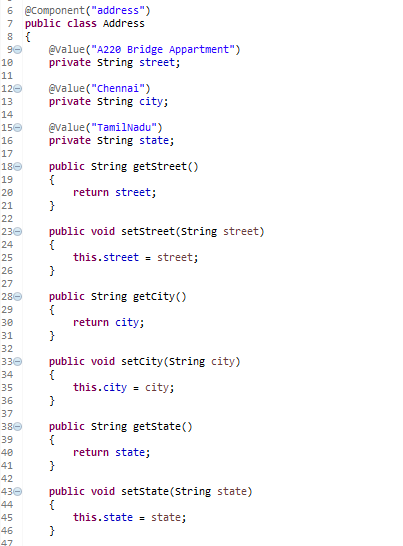 6 @Component("address")
7 public class Address
8 {
9 @Value("A220 Bridge Appartment")
10 private String street;
11
12 @Value("Chennai")
13 private String city;
14
15 @Value("TamilNadu")
16 private String state;
17
18 public String getStreet()
19 {
20 return street;
21 }
22
23 public void setStreet(String street)
24 {
25 this.street = street;
26 }
27
28 public String getCity()
29 {
30 return city;
31 }
32
33 public void setCity(String city)
34 {
35 this.city = city;
36 }
37
38 public String getState()
39 {
40 return state;
41 }
42
43 public void setState(String state)
44 {
45 this.state = state;
46 }
47